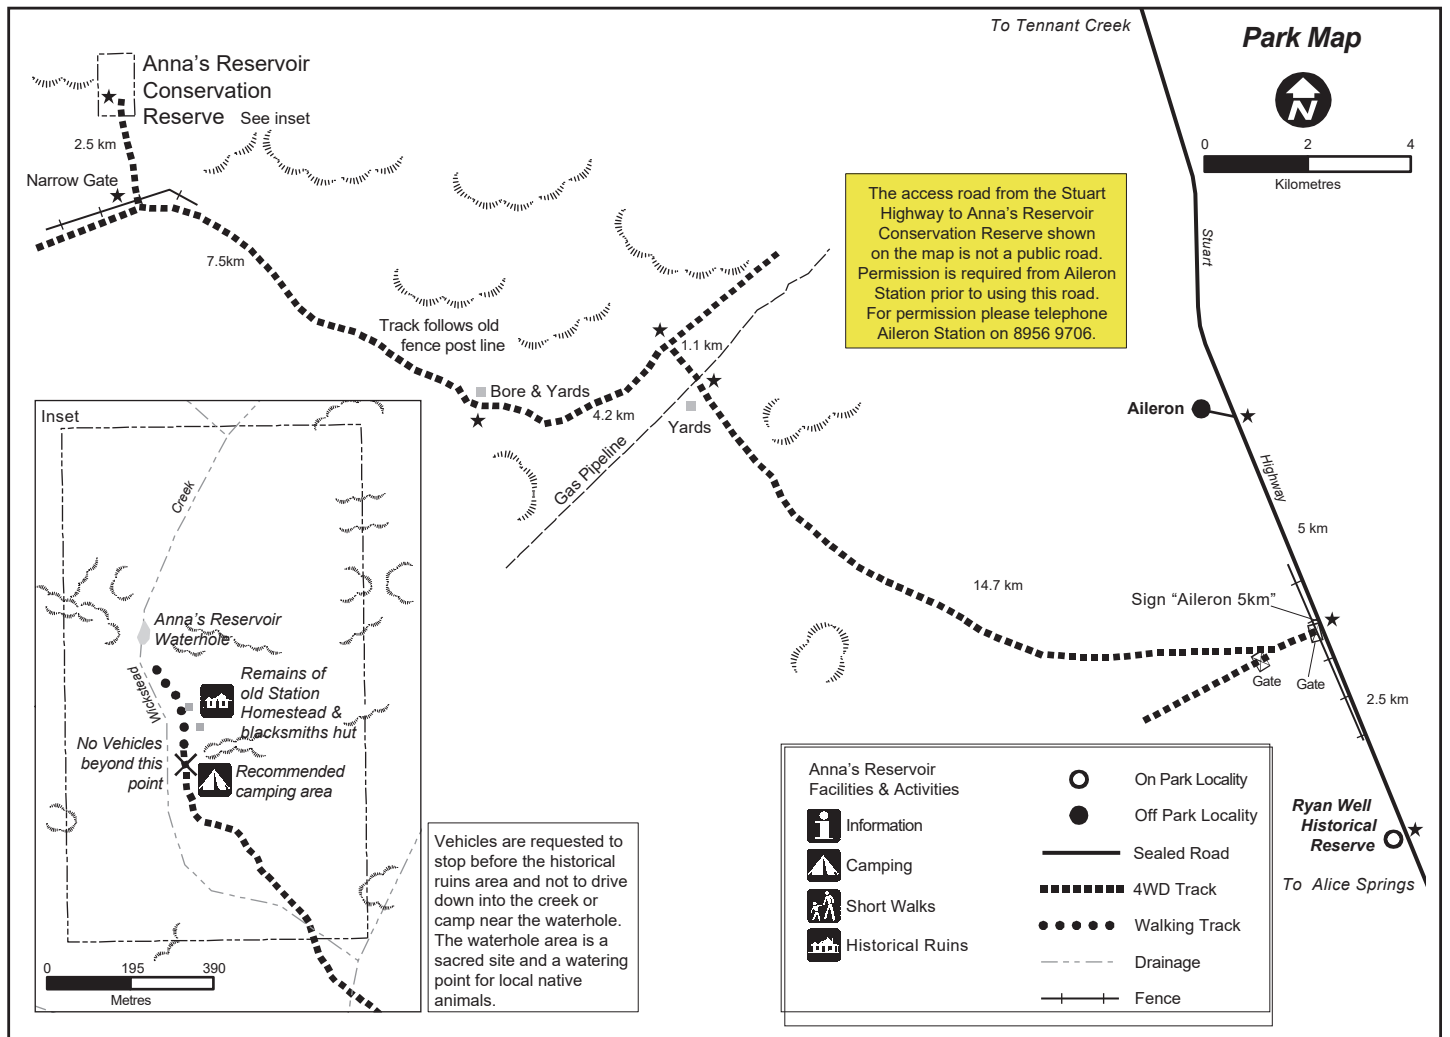 To Tennant Creek
Park Map
N
0 2 4
Kilometres
Anna's Reservoir
Conservation
Reserve See inset
2.5 km
Narrow Gate
7.5km
Track follows old
fence post line
Bore & Yards
4.2 km
1.1 km
Yards
Gas Pipeline
The access road from the Stuart
Highway to Anna's Reservoir
Conservation Reserve shown
on the map is not a public road.
Permission is required from Aileron
Station prior to using this road.
For permission please telephone
Aileron Station on 8956 9706.
Stuart
Highway
Aileron
5 km
14.7 km
Sign "Aileron 5km"
Gate
Gate
2.5 km
Ryan Well
Historical
Reserve
To Alice Springs
Inset
Creek
Anna's Reservoir
Waterhole
Wickstead
Remains of
old Station
Homestead &
blacksmiths hut
No Vehicles
beyond this
point
Recommended
camping area
0 195 390
Metres
Vehicles are requested to
stop before the historical
ruins area and not to drive
down into the creek or
camp near the waterhole.
The waterhole area is a
sacred site and a watering
point for local native
animals.
Anna's Reservoir
Facilities & Activities
Information
Camping
Short Walks
Historical Ruins
On Park Locality
Off Park Locality
Sealed Road
4WD Track
Walking Track
Drainage
Fence